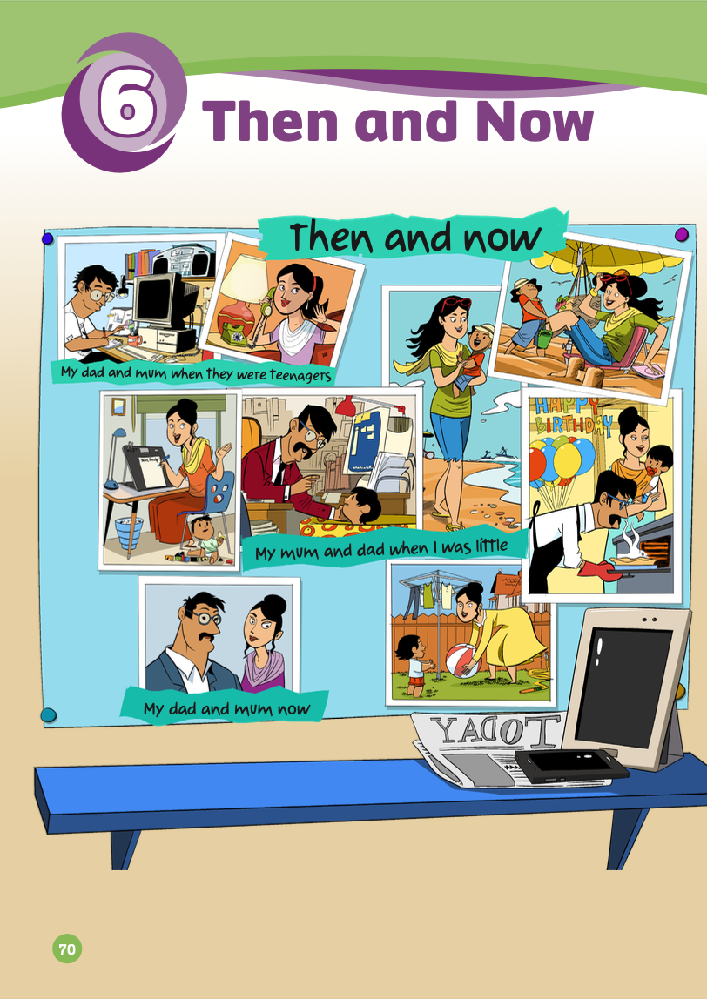 6
Then and Now
Then and now
My dad and mum when they were teenagers
HAPPY
BIRTHDAY
My mum and dad when I was little
My dad and mum now
TODAY
70